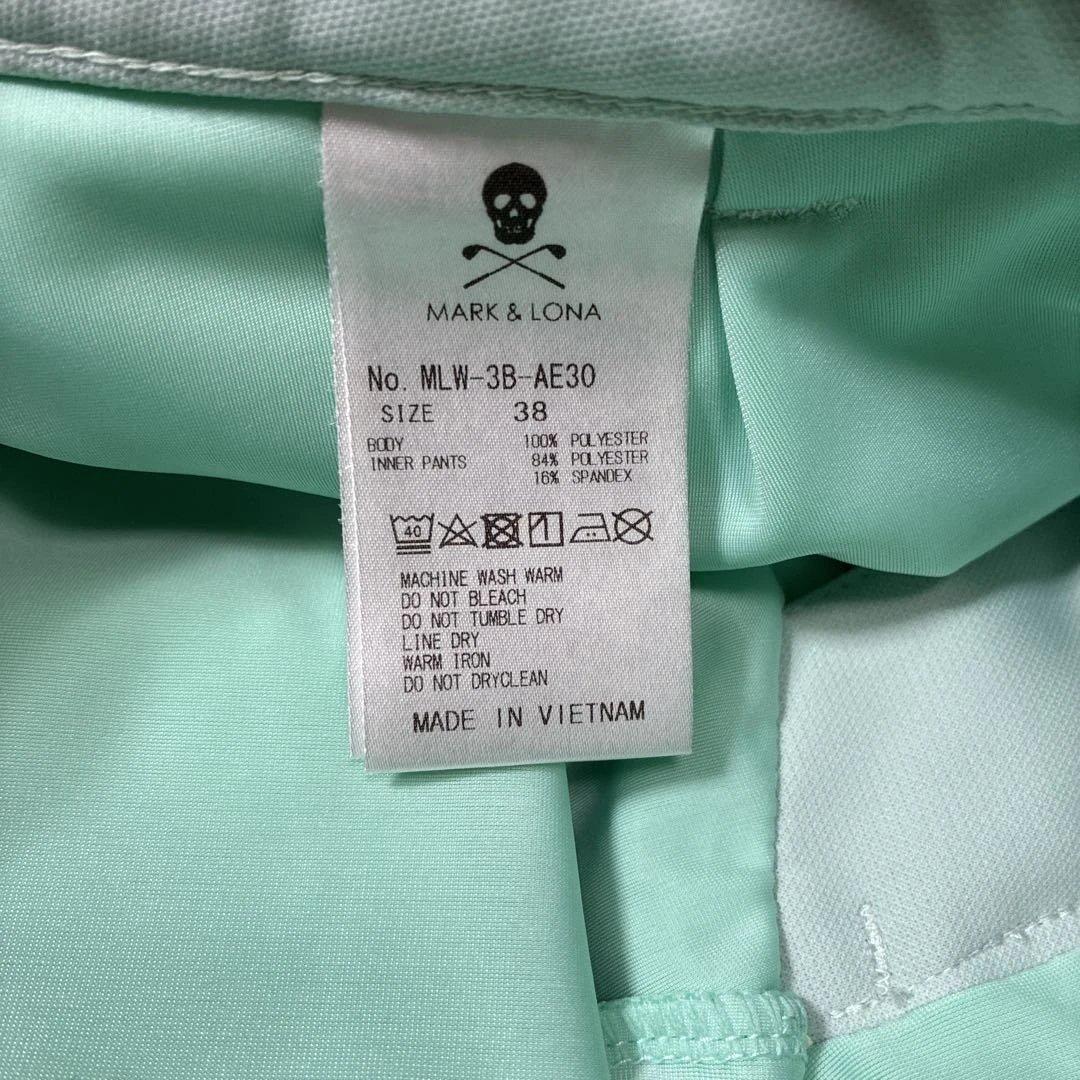 MARK & LONA
No. MLW-3B-AE30
SIZE 38
BODY 100% POLYESTER
INNER PANTS 84% POLYESTER
16% SPANDEX
40
MACHINE WASH WARM
DO NOT BLEACH
DO NOT TUMBLE DRY
LINE DRY
WARM IRON
DO NOT DRYCLEAN
MADE IN VIETNAM